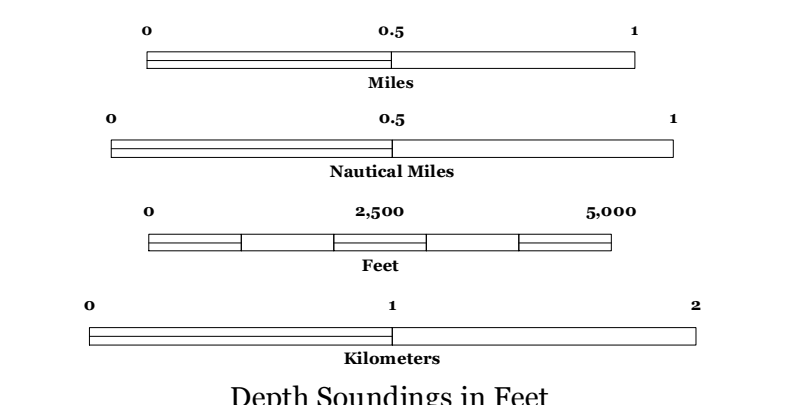 0 0.5 1
Miles
0 0.5 1
Nautical Miles
0 2,500 5,000
Feet
0 1 2
Kilometers
Depth Soundings in Feet